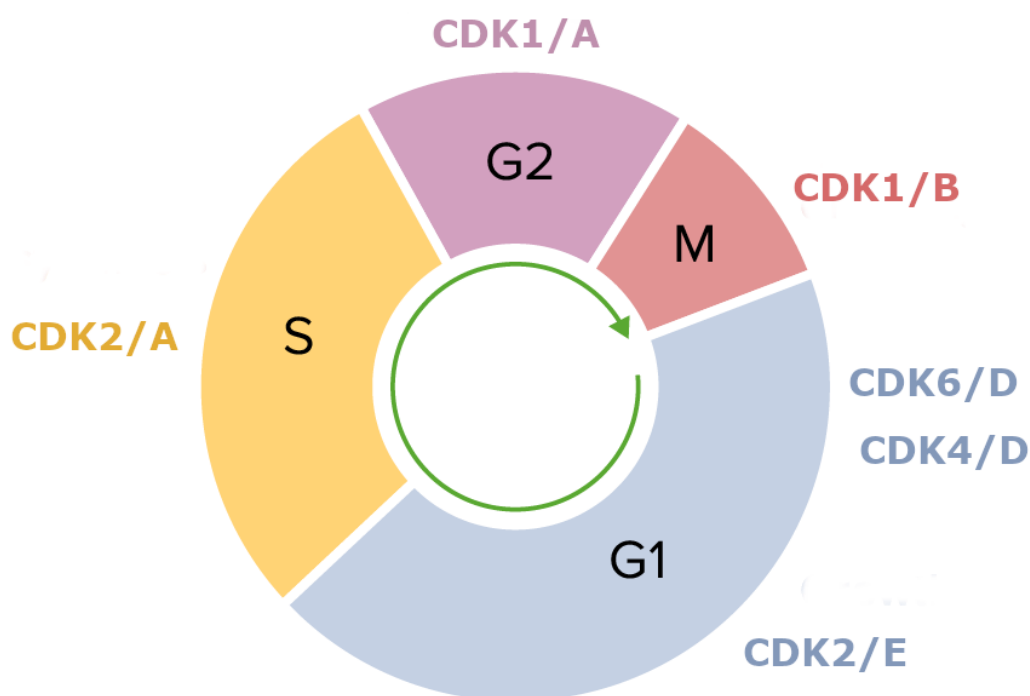 CDK1/A
G2
CDK1/B
M
S
CDK2/A
CDK6/D
CDK4/D
G1
CDK2/E